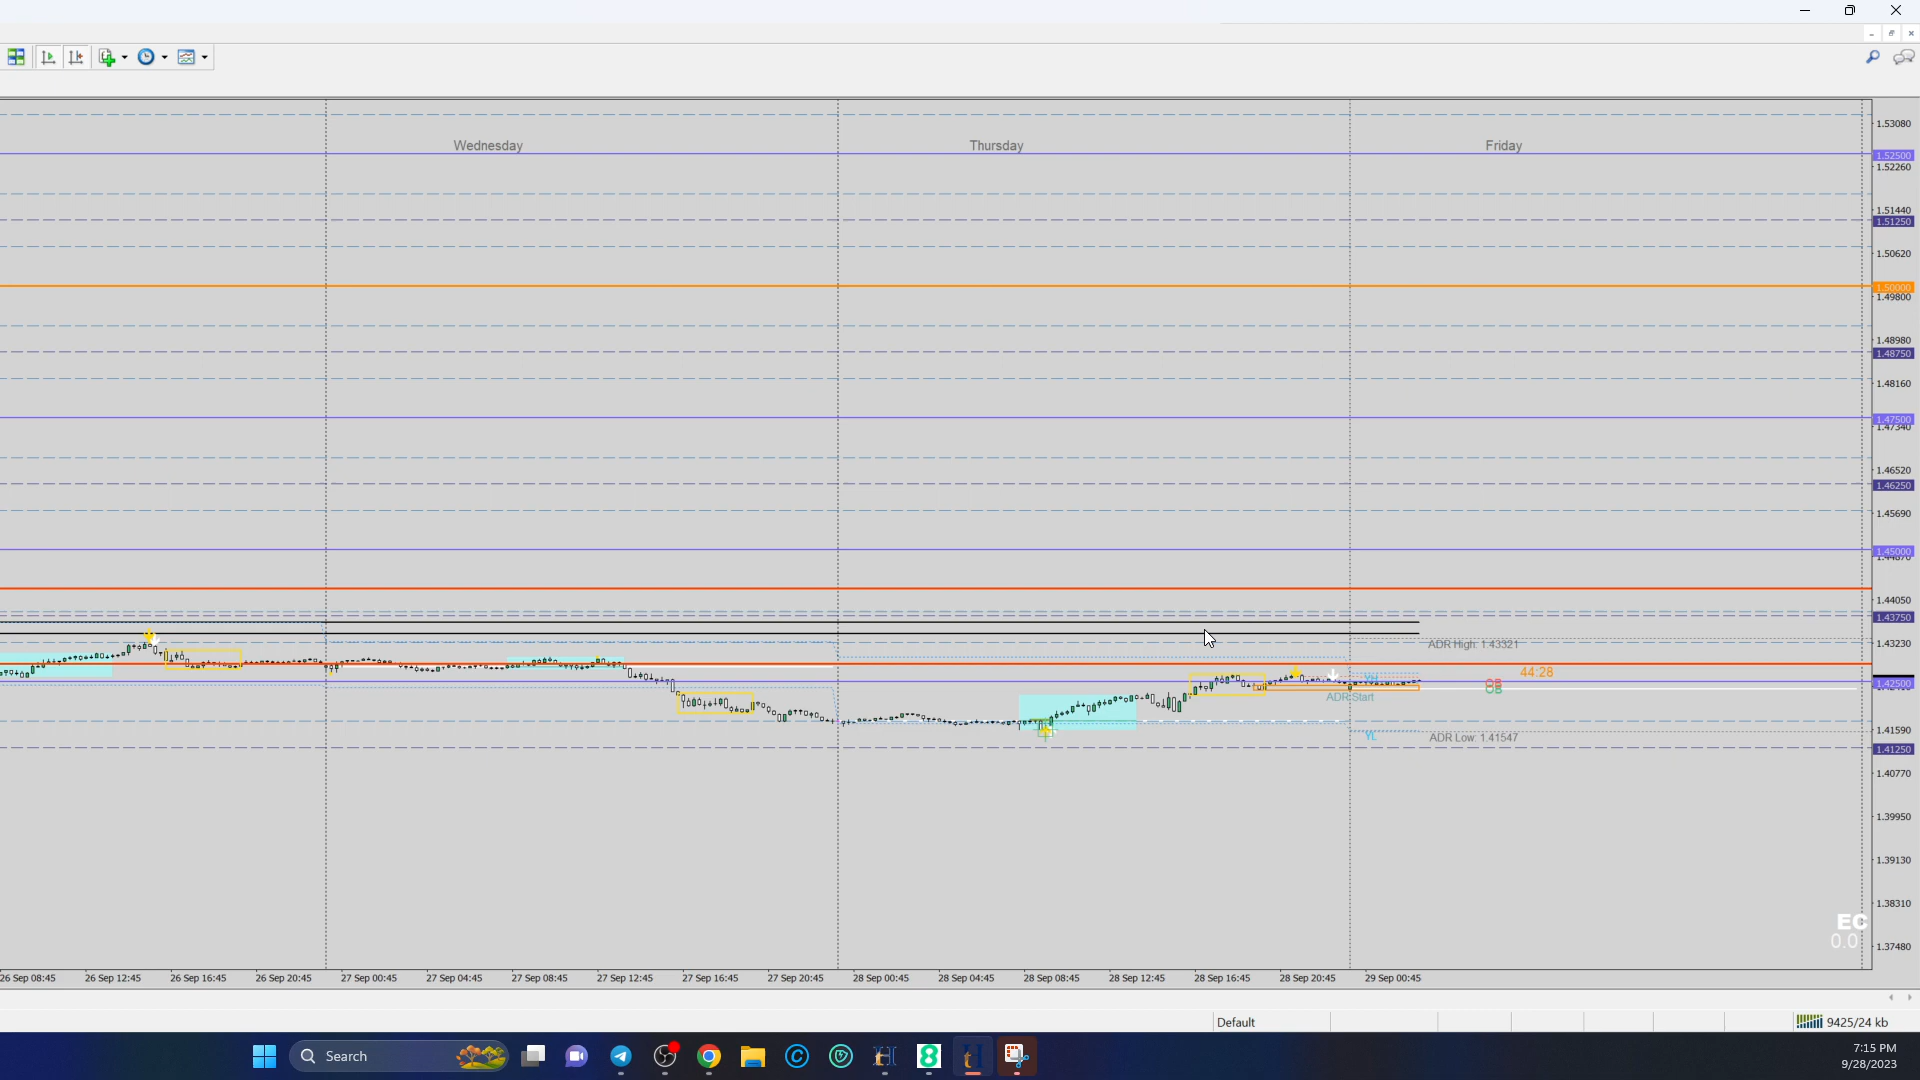 Wednesday
Thursday
Friday
1.53080
1.52500
1.52260
1.51440
1.51250
1.50620
1.50000
1.49800
1.48980
1.48750
1.48160
1.47500
1.47340
1.46520
1.46250
1.45690
1.45000
1.44870
1.44050
1.43750
1.43230
ADR High: 1.43321
44:28
YH
1.42500
ADR Start
1.41590
YL
ADR Low: 1.41547
1.41250
1.40770
1.39950
1.39130
1.38310
EC
0.0
1.37480
26 Sep 08:45 26 Sep 12:45 26 Sep 16:45 26 Sep 20:45 27 Sep 00:45 27 Sep 04:45 27 Sep 08:45 27 Sep 12:45 27 Sep 16:45 27 Sep 20:45 28 Sep 00:45 28 Sep 04:45 28 Sep 08:45 28 Sep 12:45 28 Sep 16:45 28 Sep 20:45 29 Sep 00:45
Default
9425/24 kb
Search
7:15 PM
9/28/2023